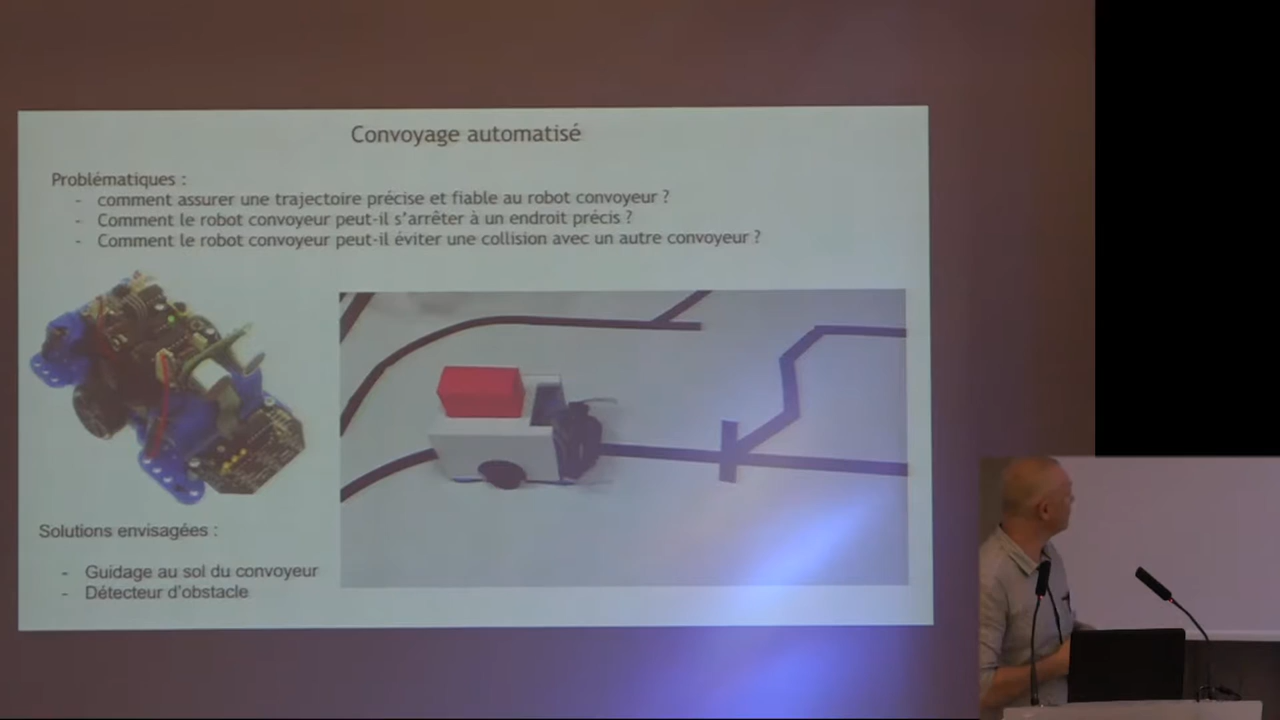 Convoyage automatisé
Problématiques :
- comment assurer une trajectoire précise et fiable au robot convoyeur ?
- Comment le robot convoyeur peut-il s'arrêter à un endroit précis ?
- Comment le robot convoyeur peut-il éviter une collision avec un autre convoyeur ?
Solutions envisagées :
- Guidage au sol du convoyeur
- Détecteur d'obstacle